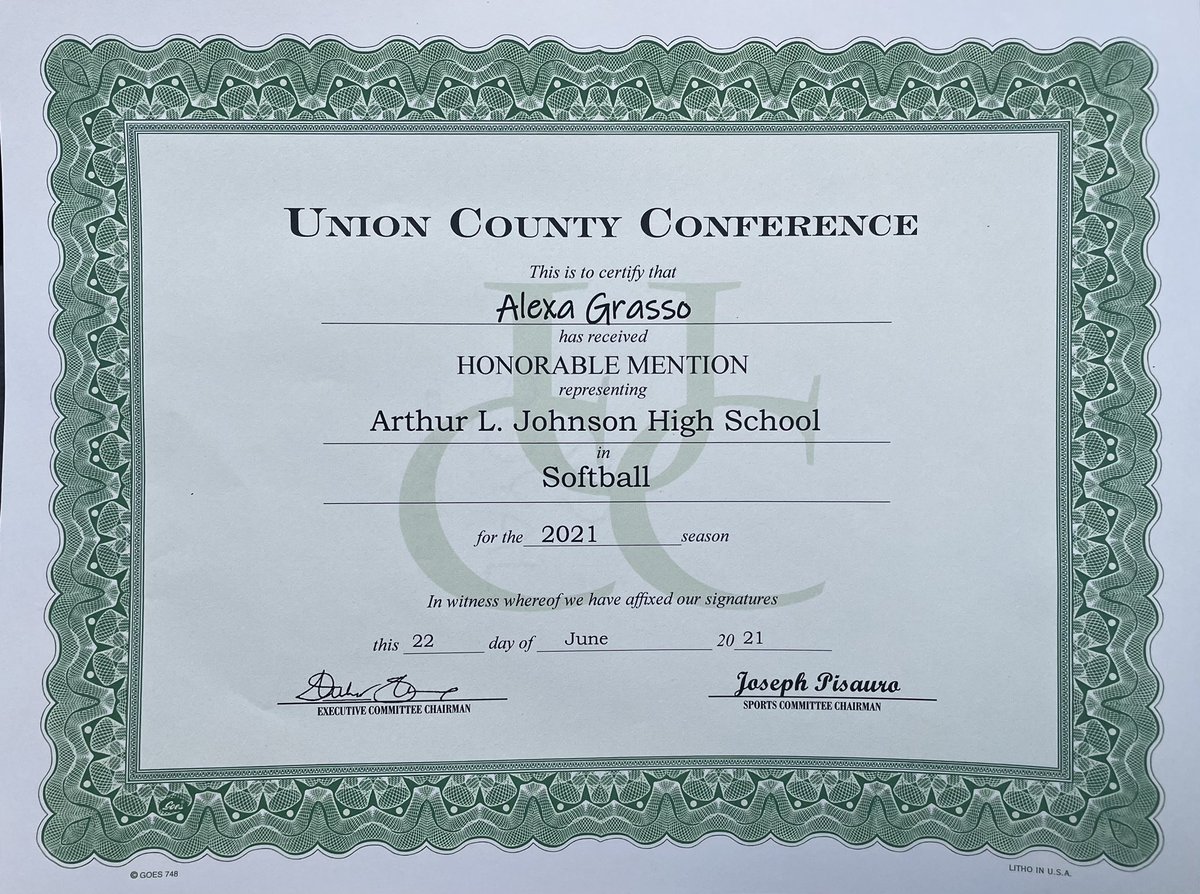 UNION COUNTY CONFERENCE
This is to certify that
Alexa Grasso
has received
HONORABLE MENTION
representing
Arthur L. Johnson High School
in
Softball
for the 2021 season
In witness whereof we have affixed our signatures
this 22 day of June 20 21
Joseph Pisauro
EXECUTIVE COMMITTEE CHAIRMAN SPORTS COMMITTEE CHAIRMAN
Goes
© GOES 748 LITHO IN U.S.A.
UCC